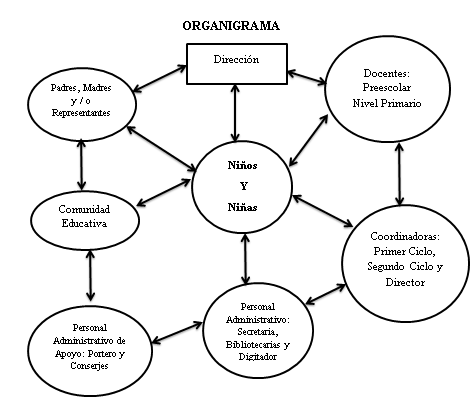 ORGANIGRAMA
Dirección
Padres, Madres
y / o
Representantes
Docentes:
Preescolar
Nivel Primario
Niños
Y
Niñas
Comunidad
Educativa
Coordinadoras:
Primer Ciclo,
Segundo Ciclo y
Director
Personal
Administrativo de
Apoyo: Portero y
Conserjes
Personal
Administrativo:
Secretaria,
Bibliotecarias y
Digitador